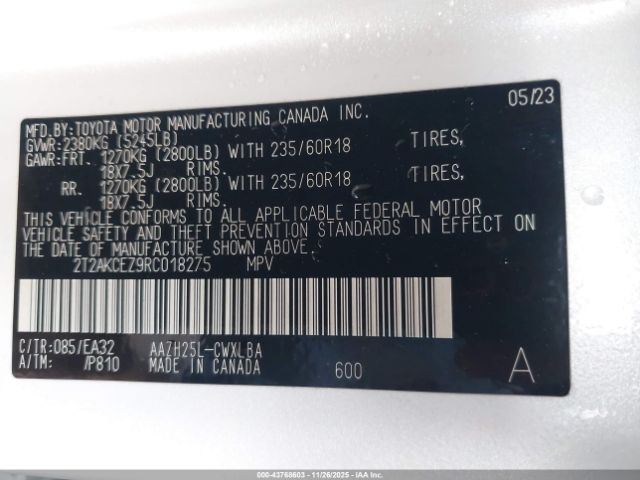 05/23
MFD.BY:TOYOTA MOTOR MANUFACTURING CANADA INC.
GVWR:2380KG (5245LB)
GAWR:FRT. 1270KG (2800LB) WITH 235/60R18 TIRES,
18X7.5J RIMS.
RR. 1270KG (2800LB) WITH 235/60R18 TIRES,
18X7.5J RIMS.
THIS VEHICLE CONFORMS TO ALL APPLICABLE FEDERAL MOTOR
VEHICLE SAFETY AND THEFT PREVENTION STANDARDS IN EFFECT ON
THE DATE OF MANUFACTURE SHOWN ABOVE.
2T2AKCEZ9RC018275 MPV
C/TR:085/EA32 AAZH25L-CWXLBA
A/TM: /P810 MADE IN CANADA 600 A
000-43768603 - 11/26/2025 - IAAI.COM